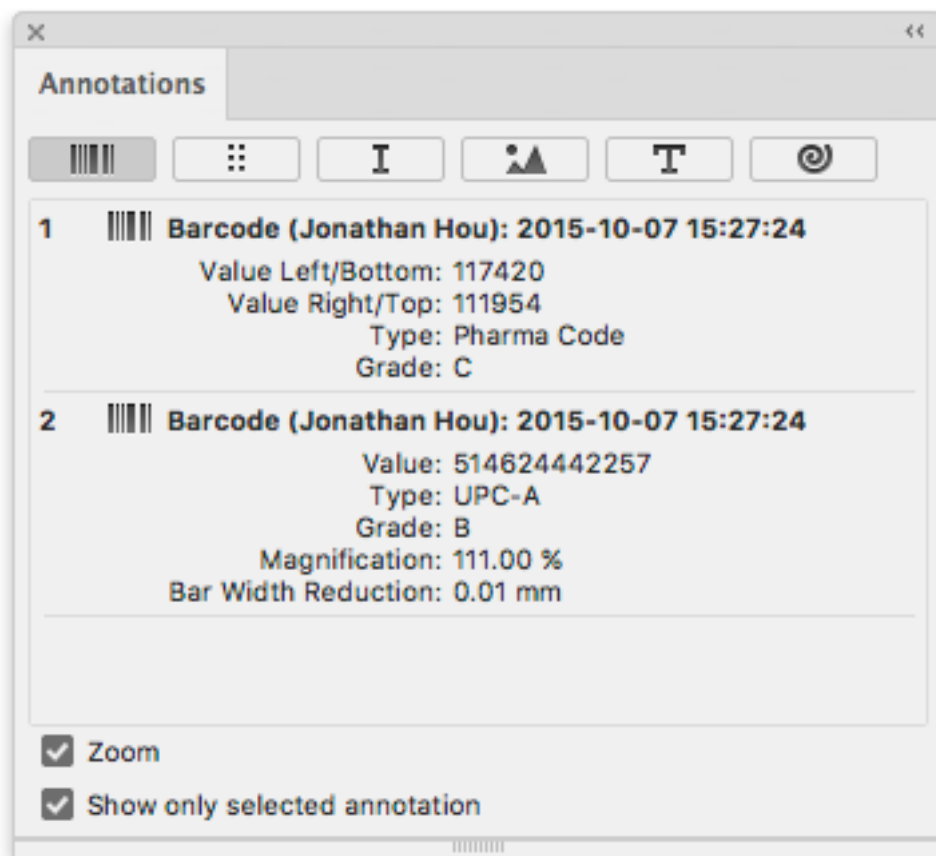 Annotations
1 Barcode (Jonathan Hou): 2015-10-07 15:27:24
Value Left/Bottom: 117420
Value Right/Top: 111954
Type: Pharma Code
Grade: C
2 Barcode (Jonathan Hou): 2015-10-07 15:27:24
Value: 514624442257
Type: UPC-A
Grade: B
Magnification: 111.00 %
Bar Width Reduction: 0.01 mm
Zoom
Show only selected annotation